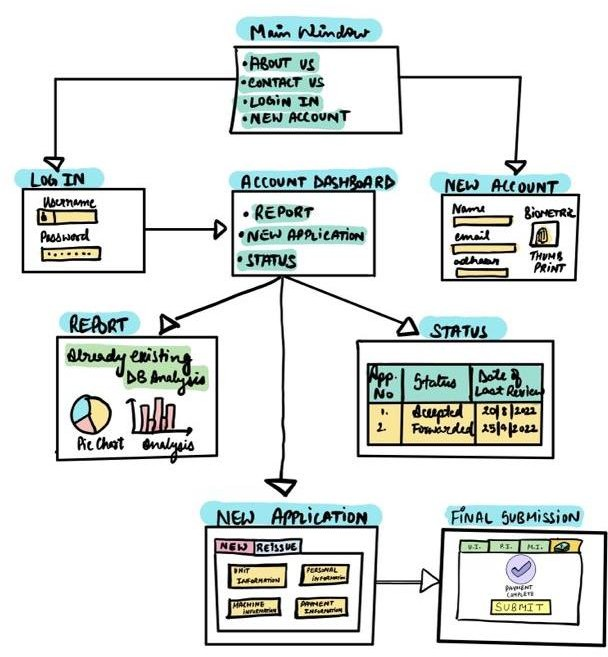 Main Window
• ABOUT US
• CONTACT US
• LOGIN IN
• NEW ACCOUNT
LOG IN
Username
Password
ACCOUNT DASHBOARD
• REPORT
• NEW APPLICATION
• STATUS
NEW ACCOUNT
Name
email
adhaar
BIOMETRIC
THUMB
PRINT
REPORT
Already existing
DB Analysis
Pie Chart
Analysis
STATUS
App. No
Status
Date of Last Review
1. Accepted 20/8/2022
2 Forwarded 25/9/2022
NEW APPLICATION
NEW REISSUE
UNIT INFORMATION
PERSONAL INFORMATION
MACHINE INFORMATION
PAYMENT INFORMATION
FINAL SUBMISSION
U.I. P.I. M.I.
PAYMENT
COMPLETE
SUBMIT